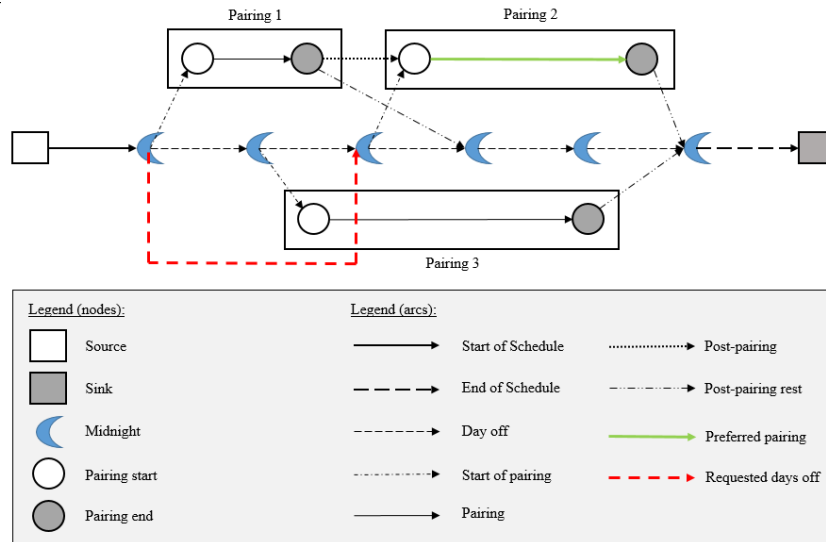 Pairing 1
Pairing 2
Pairing 3
Legend (nodes):
Source
Sink
Midnight
Pairing start
Pairing end
Legend (arcs):
Start of Schedule
End of Schedule
Day off
Start of pairing
Pairing
Post-pairing
Post-pairing rest
Preferred pairing
Requested days off